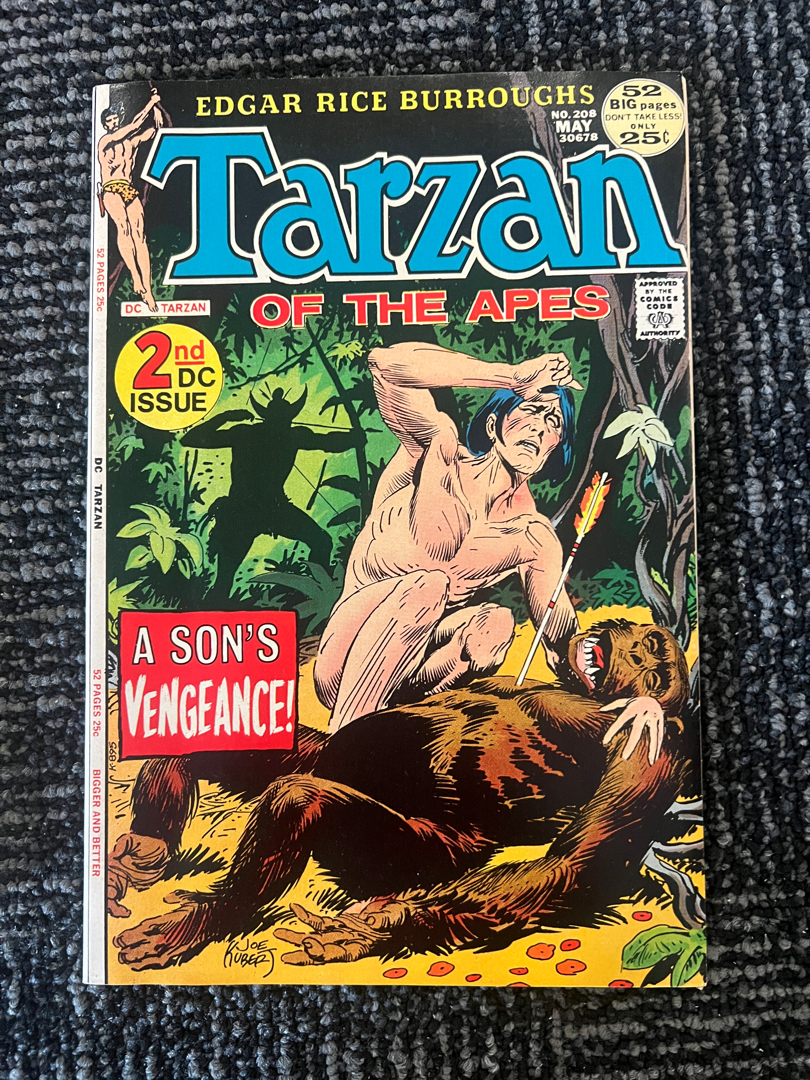 EDGAR RICE BURROUGHS
52
BIG pages
DON'T TAKE LESS!
ONLY
25¢
NO. 208
MAY
30678
Tarzan
OF THE APES
DC TARZAN
APPROVED
BY THE
COMICS
CODE
CA
AUTHORITY
2nd
DC
ISSUE
A SON'S
VENGEANCE!
K-895
JOE
KUBERT
52 PAGES 25¢
DC TARZAN
52 PAGES 25¢
BIGGER AND BETTER